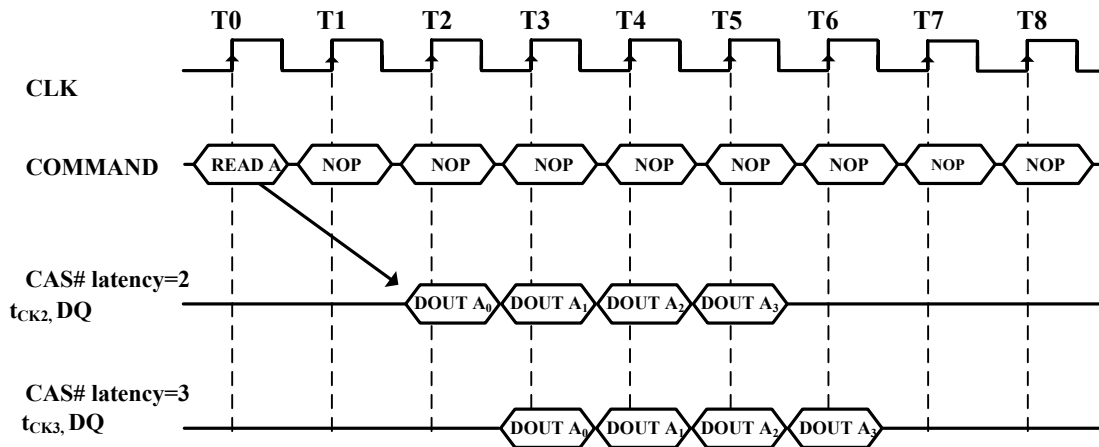 T0 T1 T2 T3 T4 T5 T6 T7 T8
CLK
COMMAND READ A NOP NOP NOP NOP NOP NOP NOP NOP
CAS# latency=2
tCK2, DQ DOUT A0 DOUT A1 DOUT A2 DOUT A3
CAS# latency=3
tCK3, DQ DOUT A0 DOUT A1 DOUT A2 DOUT A3